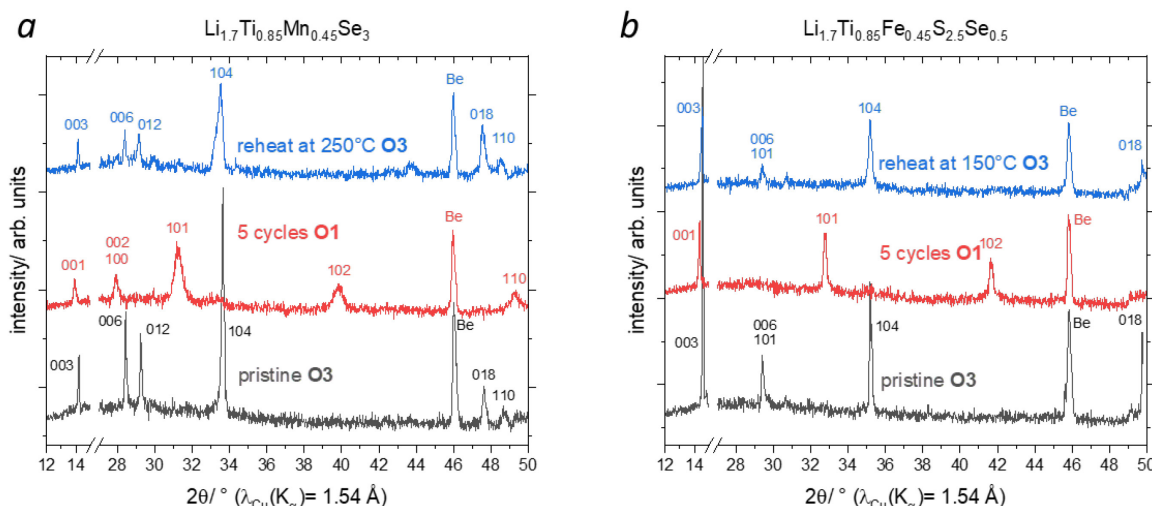 a
Li1.7Ti0.85Mn0.45Se3
104
Be
003
006
012
018
110
reheat at 250°C O3
101
Be
5 cycles O1
001
002
100
102
110
006
012
Be
003
104
018
110
pristine O3
intensity/ arb. units
12 14 28 30 32 34 36 38 40 42 44 46 48 50
2θ/ ° (λCu(Kα)= 1.54 Å)
b
Li1.7Ti0.85Fe0.45S2.5Se0.5
003
104
Be
006
101
018
reheat at 150°C O3
101
Be
001
5 cycles O1
102
006
101
104
Be
018
003
pristine O3
intensity/ arb. units
12 14 28 30 32 34 36 38 40 42 44 46 48 50
2θ/ ° (λCu(Kα)= 1.54 Å)